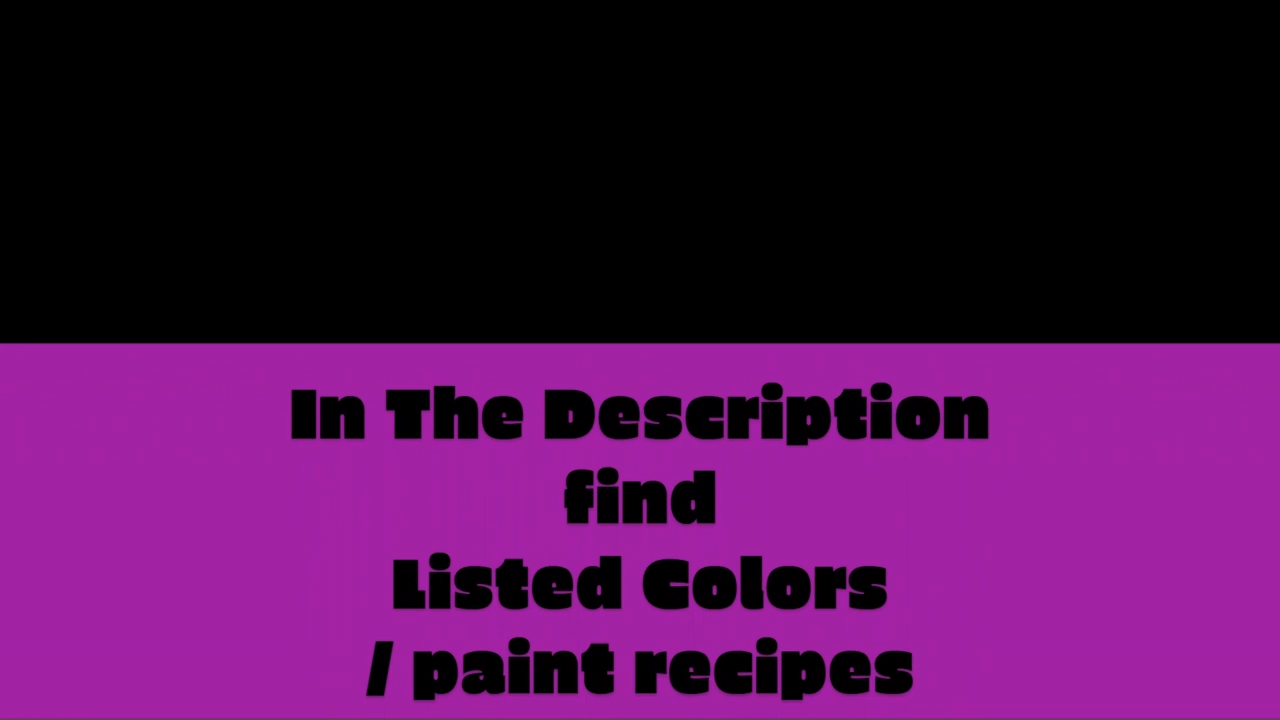 In The Description
find
Listed Colors
/ paint recipes